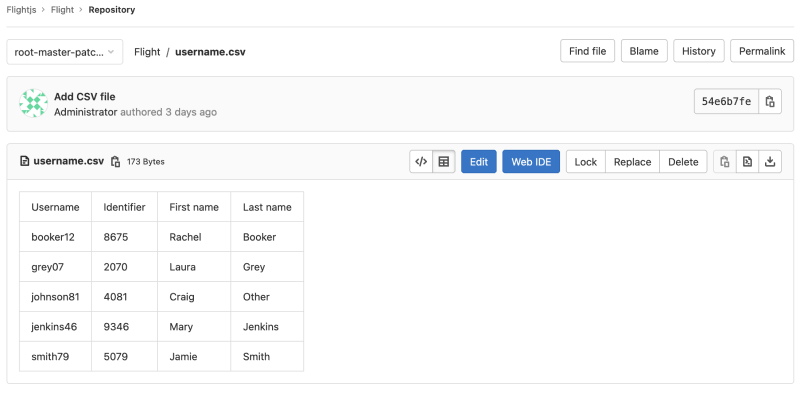 Flightjs > Flight > Repository
root-master-patc... Flight / username.csv Find file Blame History Permalink
Add CSV file
Administrator authored 3 days ago 54e6b7fe
username.csv 173 Bytes </> Edit Web IDE Lock Replace Delete
Username Identifier First name Last name
booker12 8675 Rachel Booker
grey07 2070 Laura Grey
johnson81 4081 Craig Other
jenkins46 9346 Mary Jenkins
smith79 5079 Jamie Smith